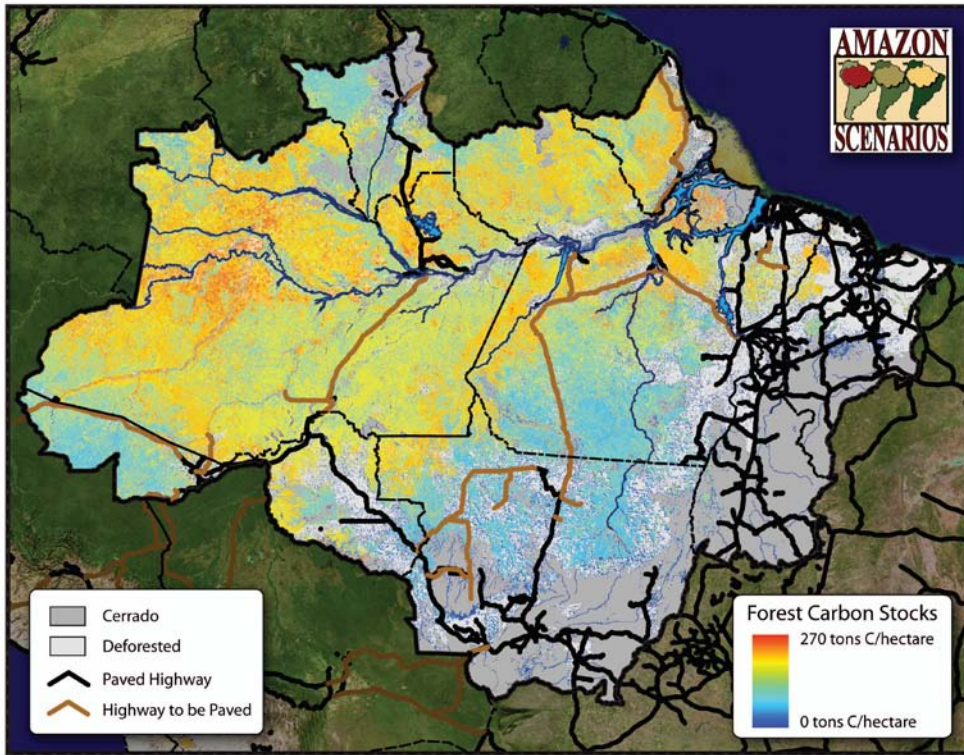 AMAZON
SCENARIOS
Cerrado
Deforested
Paved Highway
Highway to be Paved
Forest Carbon Stocks
270 tons C/hectare
0 tons C/hectare